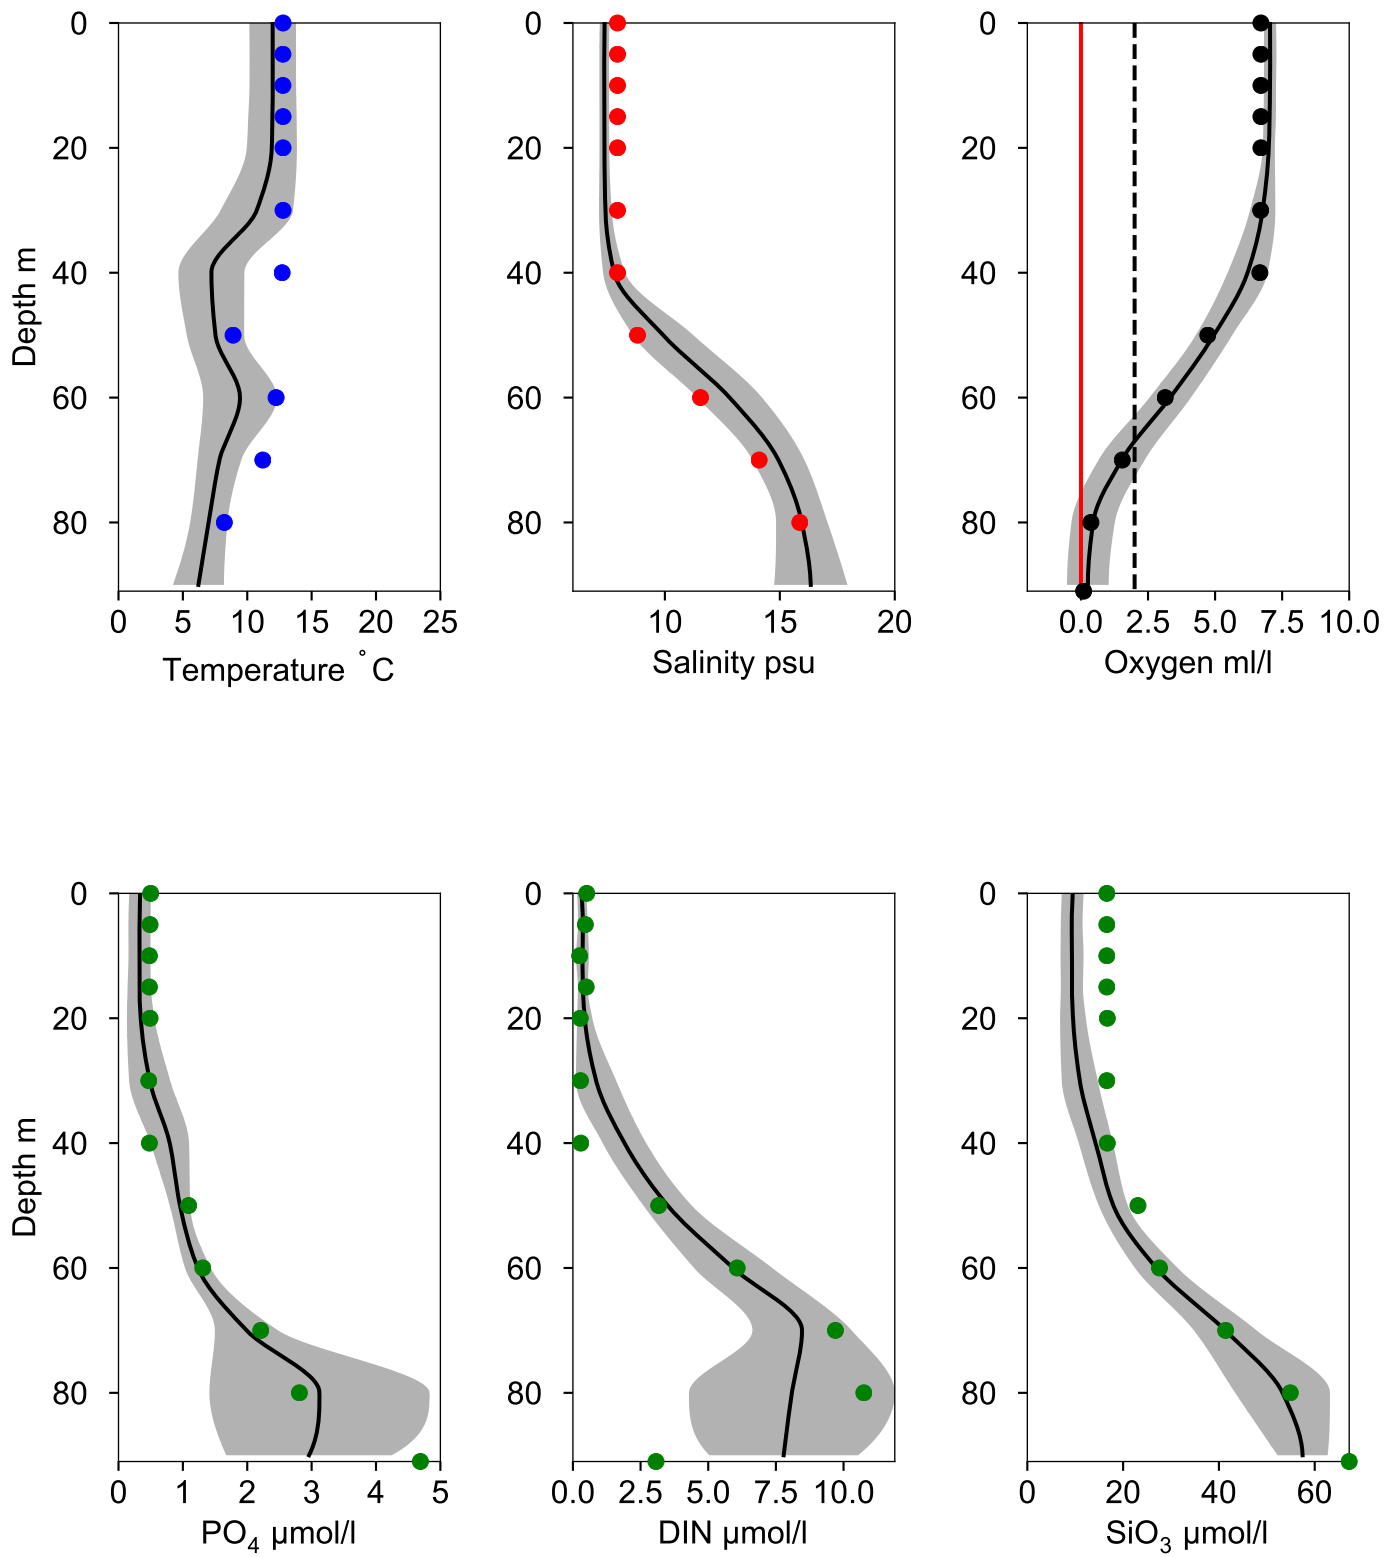 0
20
40
60
80
Depth m
0 5 10 15 20 25
Temperature °C
0
20
40
60
80
10 20
Salinity psu
0
20
40
60
80
0.0 2.5 5.0 7.5 10.0
Oxygen ml/l
0
20
40
60
80
Depth m
0 1 2 3 4 5
PO₄ µmol/l
0
20
40
60
80
0.0 2.5 5.0 7.5 10.0
DIN µmol/l
0
20
40
60
80
0 20 40 60
SiO₃ µmol/l